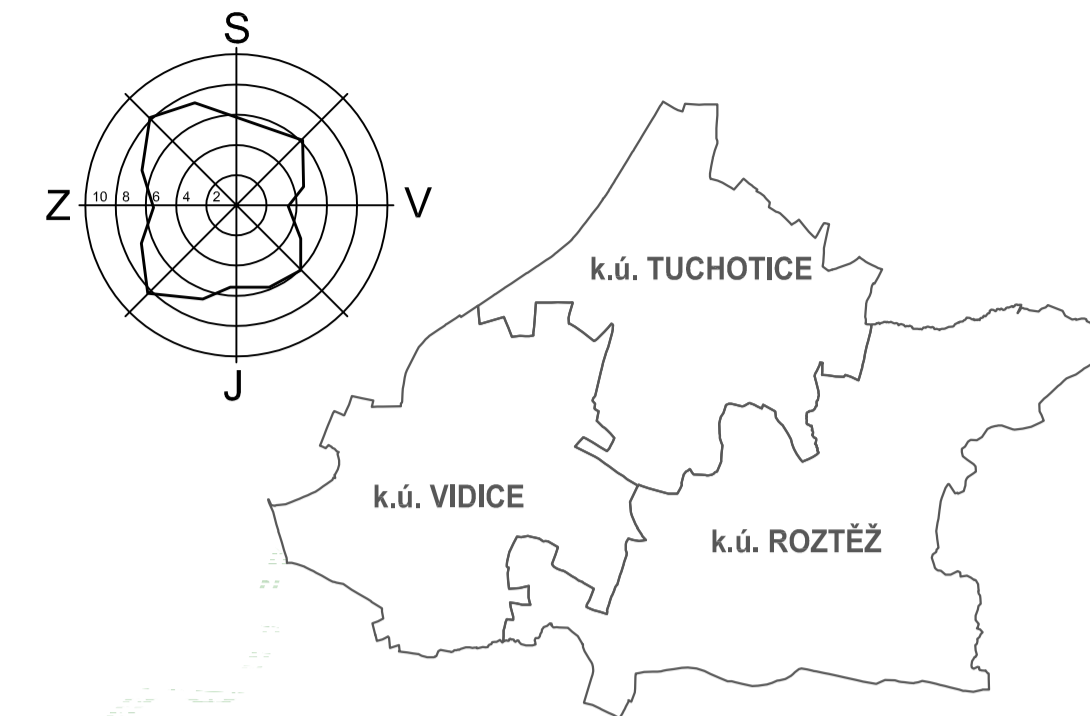 S
Z 10 8 6 4 2 V
J
k.ú. TUCHOTICE
k.ú. VIDICE
k.ú. ROZTĚŽ